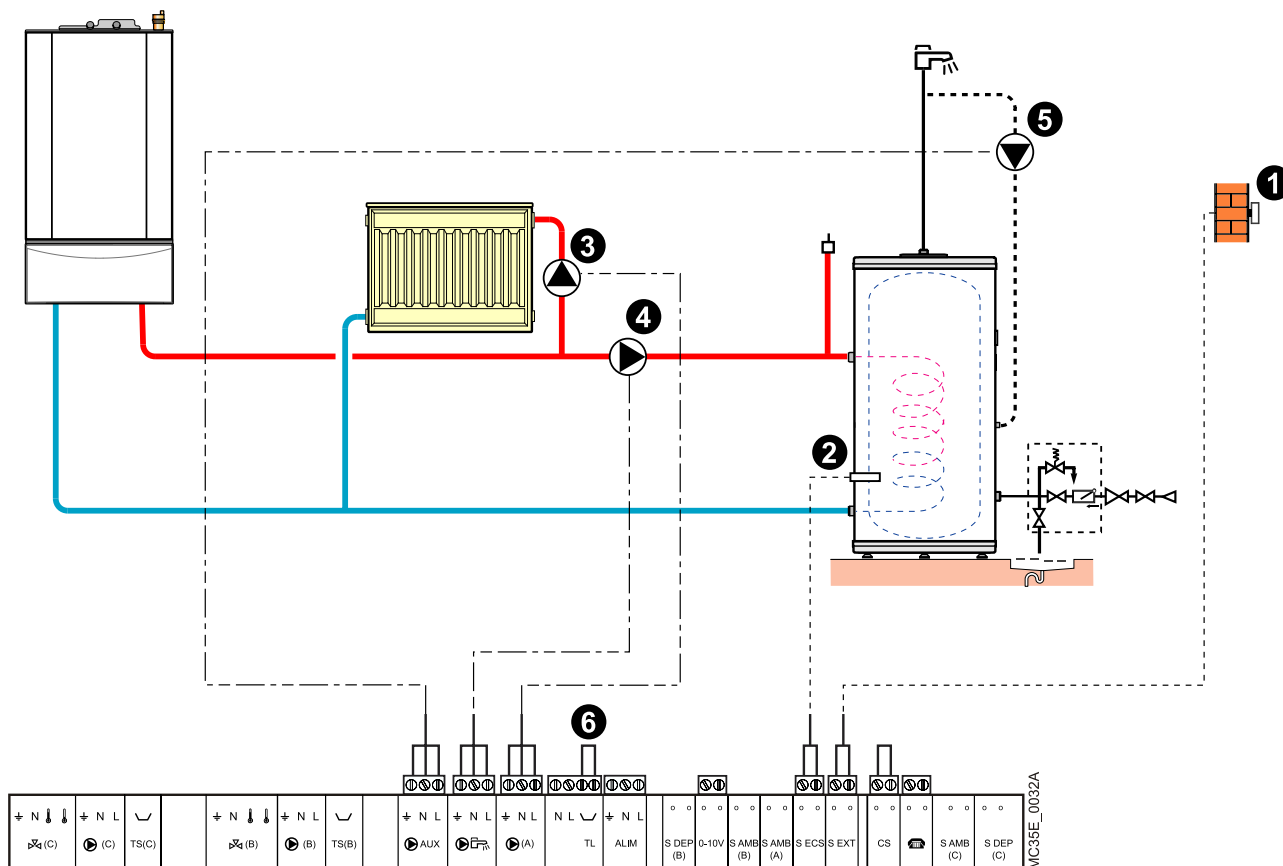 5
1
3
4
2
6
N
(C)
(C)
N L
TS(C)
N
(B)
N L
(B)
TS(B)
N L
AUX
N L
N L
(A)
N L
TL
N L
ALIM
S DEP
(B)
0-10V
S AMB
(B)
S AMB
(A)
S ECS
S EXT
CS
S AMB
(C)
S DEP
(C)
MC35E_0032A